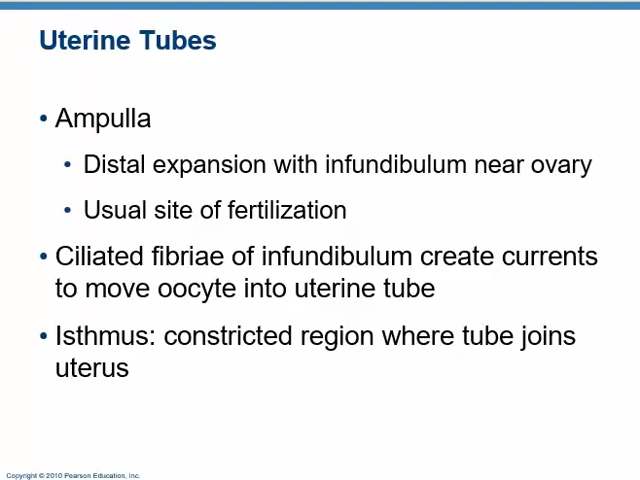 Uterine Tubes
• Ampulla
• Distal expansion with infundibulum near ovary
• Usual site of fertilization
• Ciliated fibriae of infundibulum create currents
to move oocyte into uterine tube
• Isthmus: constricted region where tube joins
uterus
Copyright © 2010 Pearson Education, Inc.